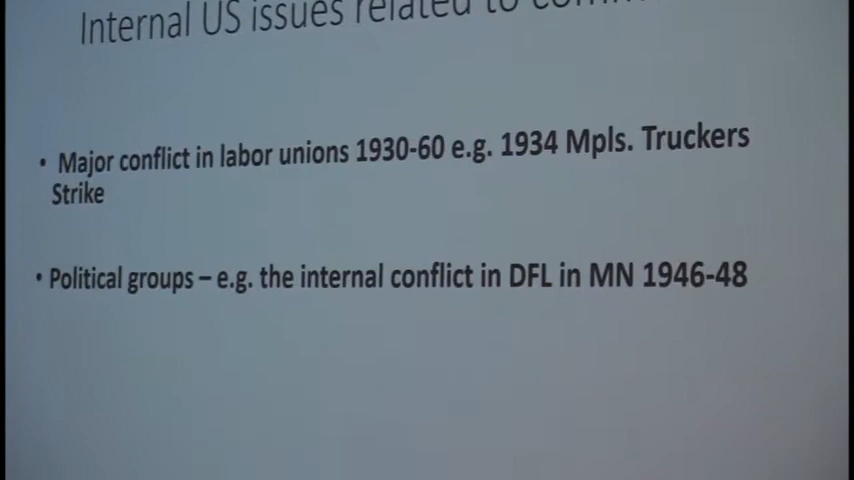 Internal US issues related to
• Major conflict in labor unions 1930-60 e.g. 1934 Mpls. Truckers
Strike
• Political groups – e.g. the internal conflict in DFL in MN 1946-48